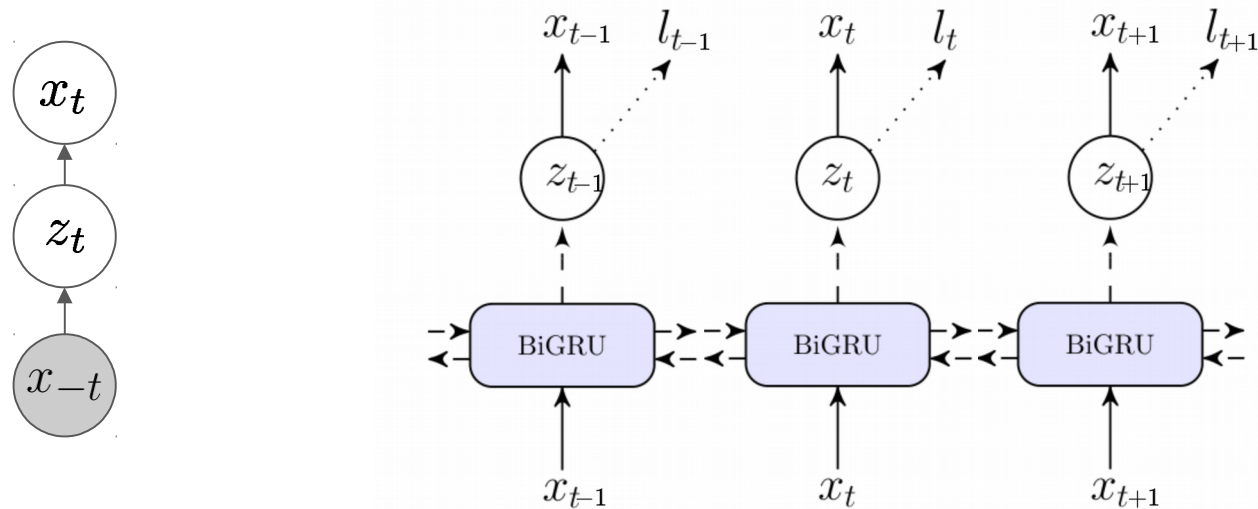 x_t
z_t
x_{-t}
x_{t-1} l_{t-1} x_t l_t x_{t+1} l_{t+1}
z_{t-1} z_t z_{t+1}
BiGRU BiGRU BiGRU
x_{t-1} x_t x_{t+1}